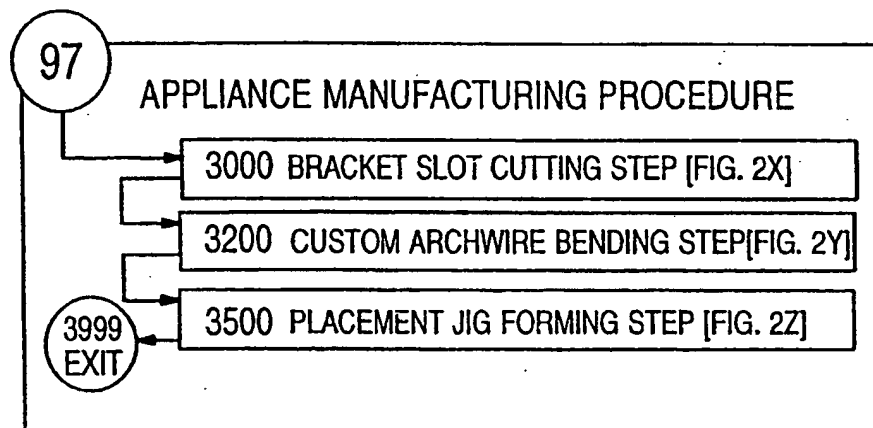 97
APPLIANCE MANUFACTURING PROCEDURE
3000 BRACKET SLOT CUTTING STEP [FIG. 2X]
3200 CUSTOM ARCHWIRE BENDING STEP[FIG. 2Y]
3500 PLACEMENT JIG FORMING STEP [FIG. 2Z]
3999
EXIT